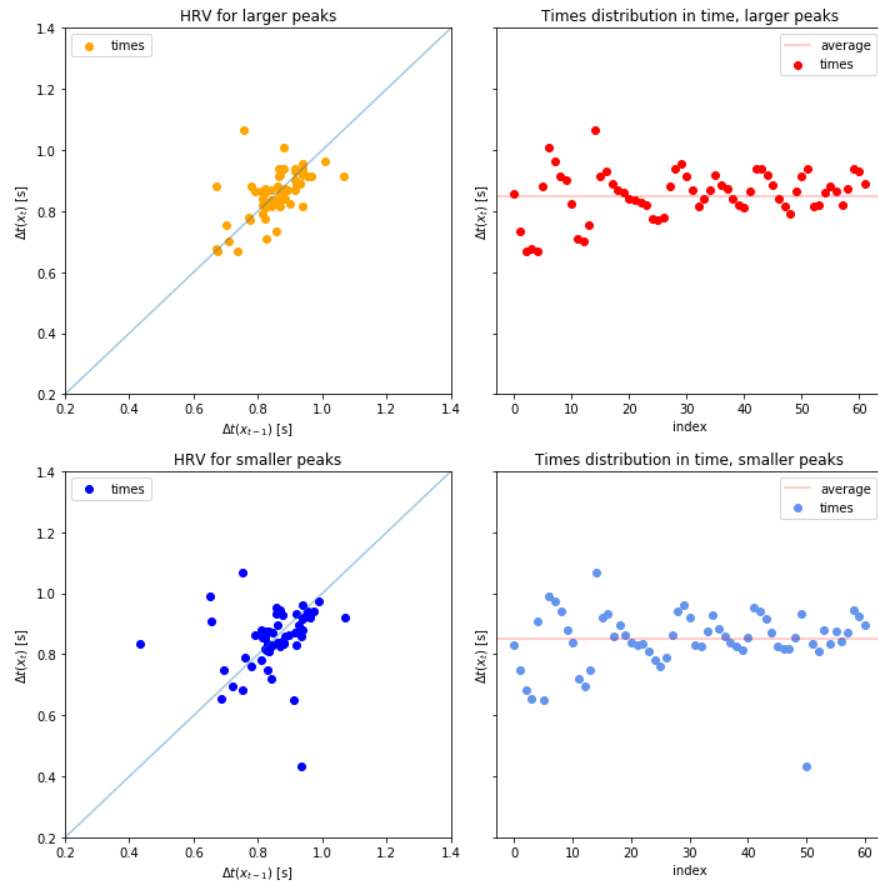 HRV for larger peaks
times
Δt(x_t) [s]
1.4
1.2
1.0
0.8
0.6
0.4
0.2
0.2 0.4 0.6 0.8 1.0 1.2 1.4
Δt(x_{t−1}) [s]
Times distribution in time, larger peaks
average
times
Δt(x_t) [s]
0 10 20 30 40 50 60
index
HRV for smaller peaks
times
Δt(x_t) [s]
1.4
1.2
1.0
0.8
0.6
0.4
0.2
0.2 0.4 0.6 0.8 1.0 1.2 1.4
Δt(x_{t−1}) [s]
Times distribution in time, smaller peaks
average
times
Δt(x_t) [s]
0 10 20 30 40 50 60
index